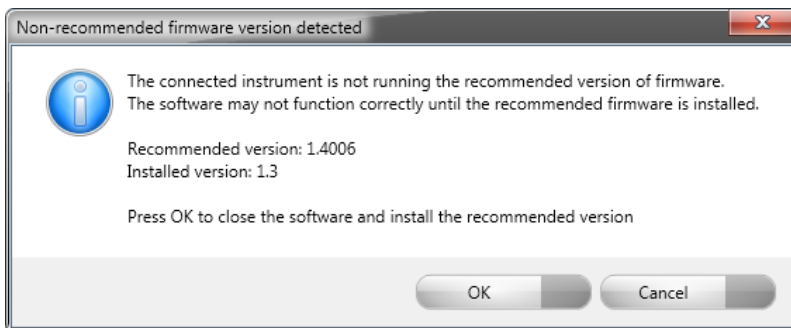 Non-recommended firmware version detected
The connected instrument is not running the recommended version of firmware.
The software may not function correctly until the recommended firmware is installed.
Recommended version: 1.4006
Installed version: 1.3
Press OK to close the software and install the recommended version
OK
Cancel